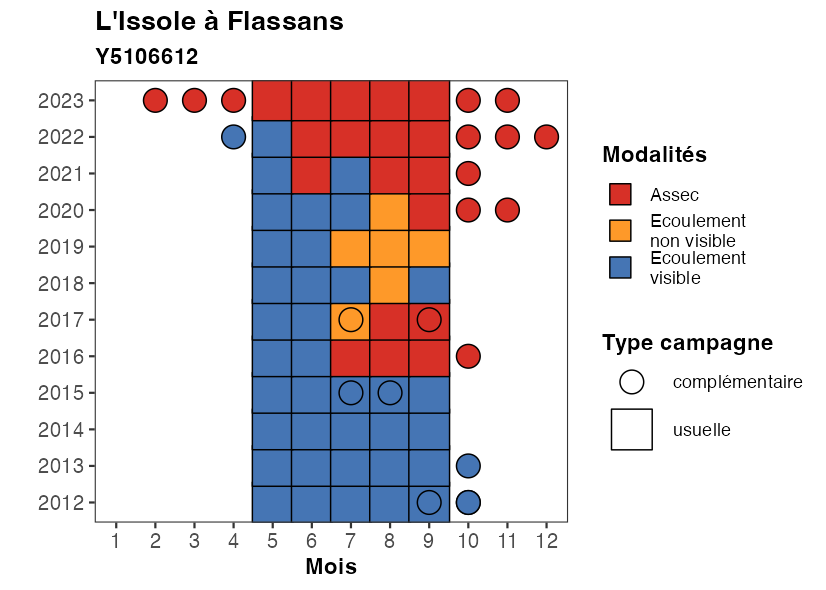 L'Issole à Flassans
Y5106612
2023
2022
2021
2020
2019
2018
2017
2016
2015
2014
2013
2012
1 2 3 4 5 6 7 8 9 10 11 12
Mois
Modalités
Assec
Ecoulement
non visible
Ecoulement
visible
Type campagne
complémentaire
usuelle